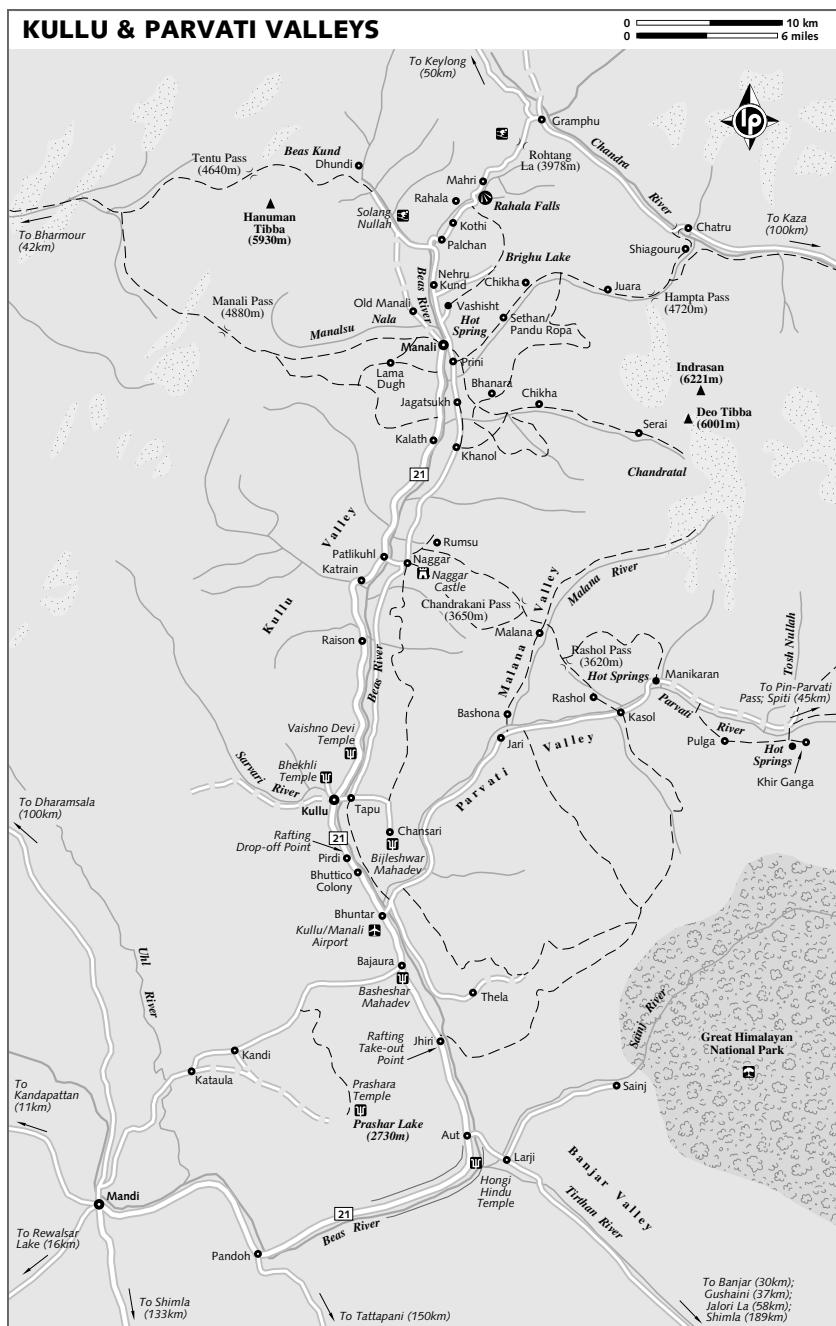 KULLU & PARVATI VALLEYS
0 10 km
0 6 miles
To Keylong
(50km)
Gramphu
lp
Chandra
River
Rohtang
La (3978m)
Beas Kund
Dhundi
Tentu Pass
(4640m)
Mahri
Rahala
Rahala Falls
Hanuman
Tibba
(5930m)
Solang
Nullah
Kothi
Palchan
Chatru
To Kaza
(100km)
Shiagouru
To Bharmour
(42km)
Brighu Lake
Nehru
Kund
Chikha
Juara
Hampta Pass
(4720m)
Beas River
Manali Pass
(4880m)
Old Manali
Vashisht
Hot
Spring
Sethan/
Pandu Ropa
Manalsu
Nala
Manali
Prini
Lama
Dugh
Bhanara
Indrasan
(6221m)
Jagatsukh
Chikha
Deo Tibba
(6001m)
Serai
Kalath
Khanol
Chandratal
21
Kullu
Valley
Rumsu
Patlikuhl
Naggar
Katrain
Naggar
Castle
Chandrakani Pass
(3650m)
Malana
Valley
Malana River
Malana
Raison
Beas River
Rashol Pass
(3620m)
Hot Springs
Manikaran
Tosh Nullah
To Pin-Parvati
Pass; Spiti (45km)
Rashol
Parvati
River
Bashona
Kasol
Jari
Pulga
Hot
Springs
Khir Ganga
Parvati
Valley
Vaishno Devi
Temple
Bhekhli
Temple
Sarvari
River
Kullu
Tapu
To Dharamsala
(100km)
21
Chansari
Rafting
Drop-off Point
Pirdi
Bijleshwar
Mahadev
Bhuttico
Colony
Bhuntar
Kullu/Manali
Airport
Uhl
River
Bajaura
Basheshar
Mahadev
Thela
Sainj River
Great Himalayan
National Park
Rafting
Take-out
Point
Jhiri
Kandi
Kataula
To
Kandapattan
(11km)
Prashara
Temple
Prashar Lake
(2730m)
Sainj
Aut
Larji
Banjar Valley
Tirthan River
Hongi
Hindu
Temple
Mandi
21
Beas River
To Rewalsar
Lake (16km)
Pandoh
To Shimla
(133km)
To Tattapani (150km)
To Banjar (30km);
Gushaini (37km);
Jalori La (58km);
Shimla (189km)